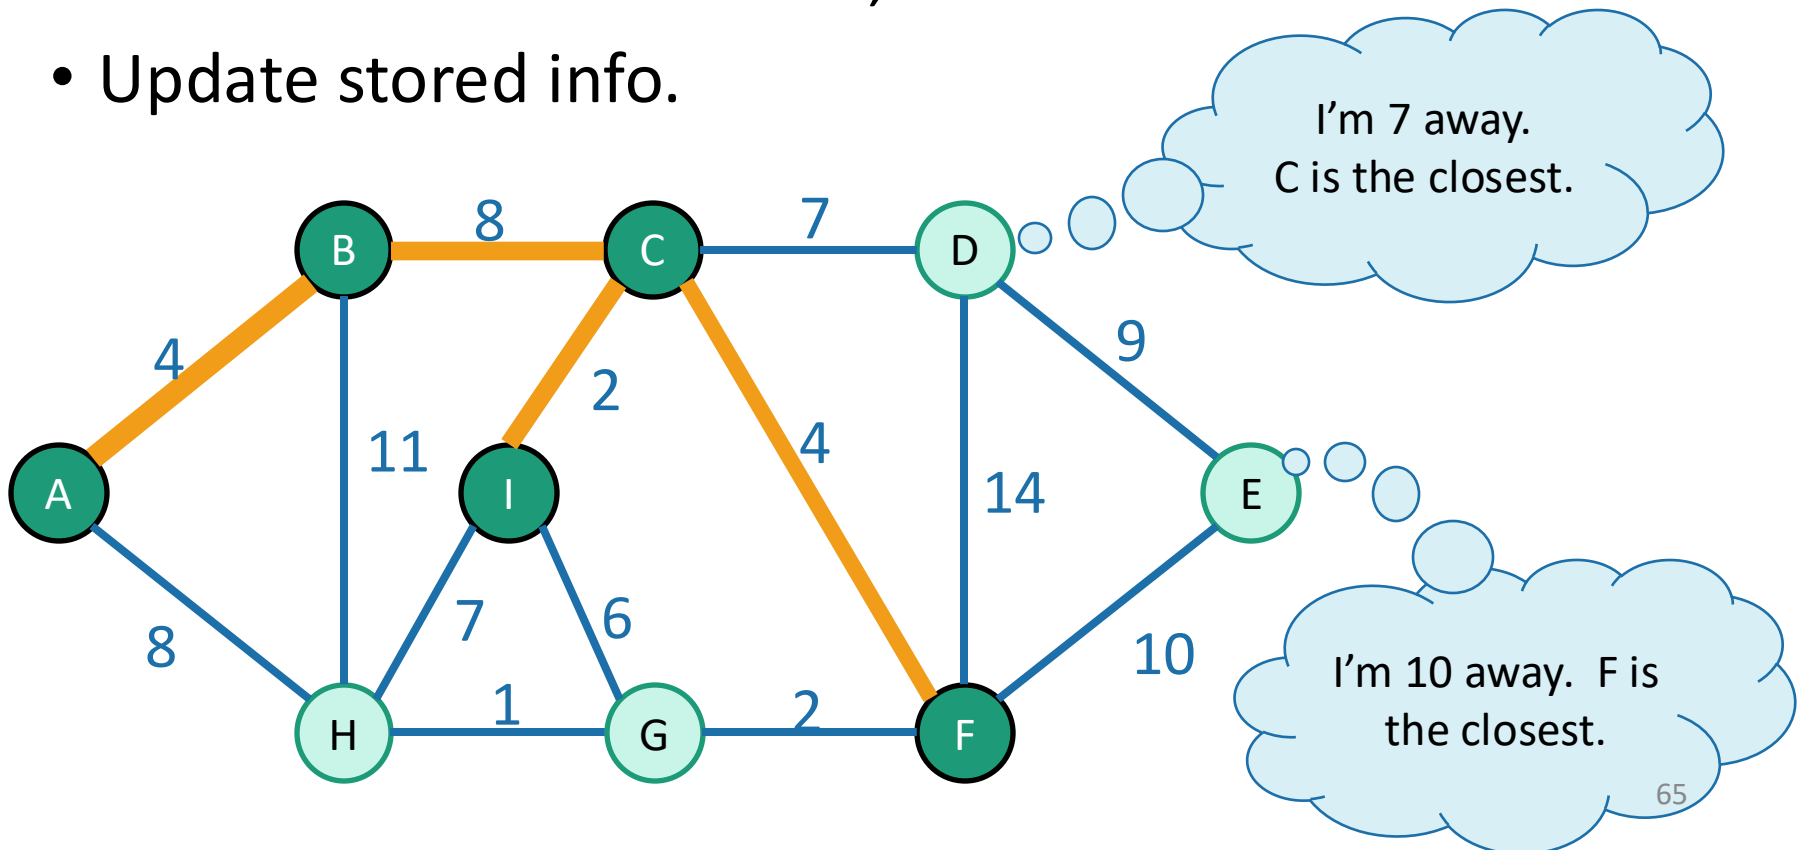 • Update stored info.
I’m 7 away.
C is the closest.
B
8
C
7
D
4
2
9
11
4
A
I
14
E
7
6
8
10
H
1
G
2
F
I’m 10 away.  F is
the closest.
65